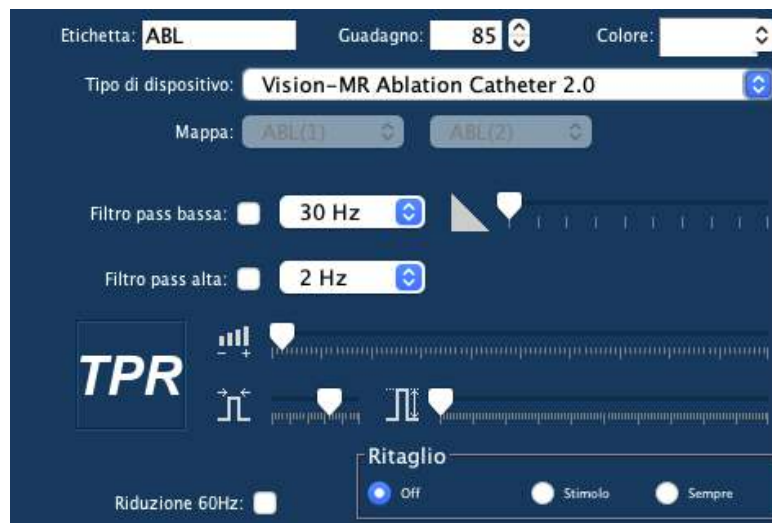 Etichetta: ABL Guadagno: 85 Colore:
Tipo di dispositivo: Vision-MR Ablation Catheter 2.0
Mappa: ABL(1) ABL(2)
Filtro pass bassa: 30 Hz
Filtro pass alta: 2 Hz
- +
TPR
Ritaglio
Riduzione 60Hz: Off Stimolo Sempre